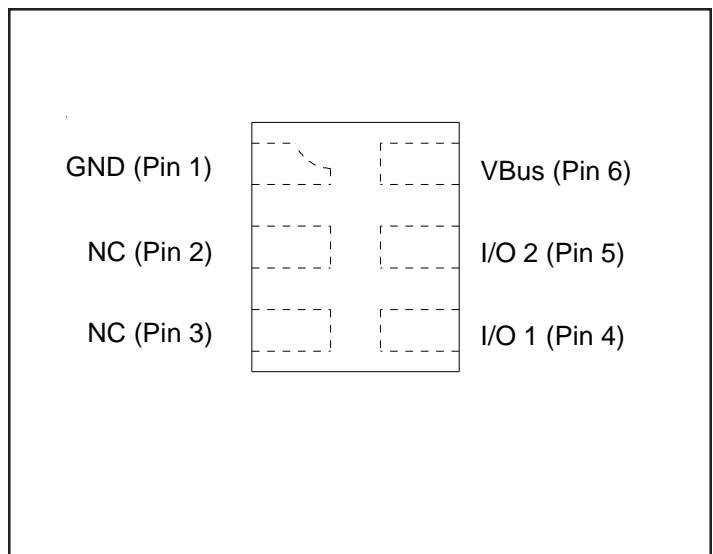 GND (Pin 1)
VBus (Pin 6)
NC (Pin 2)
I/O 2 (Pin 5)
NC (Pin 3)
I/O 1 (Pin 4)